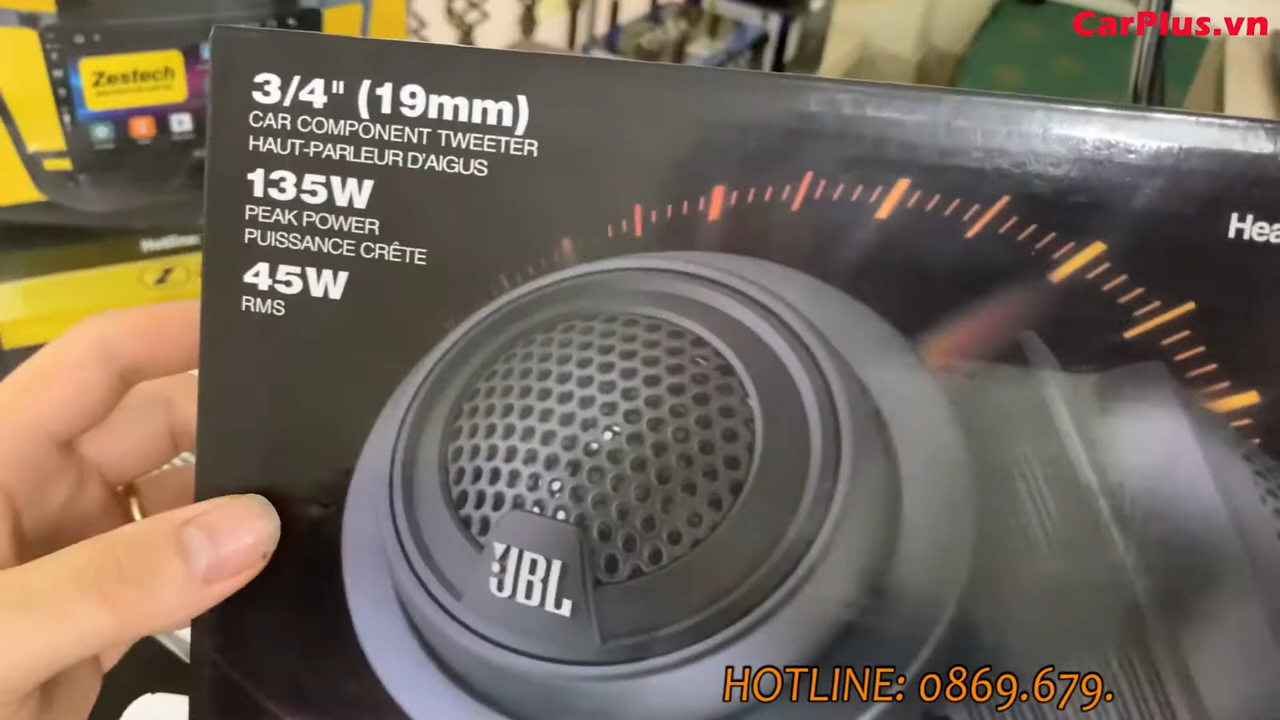 CarPlus.vn
Zestech
3/4" (19mm)
CAR COMPONENT TWEETER
HAUT-PARLEUR D'AIGUS
135W
PEAK POWER
PUISSANCE CRÊTE
45W
RMS
Hea
Hotline:
JBL
HOTLINE: 0869.679.